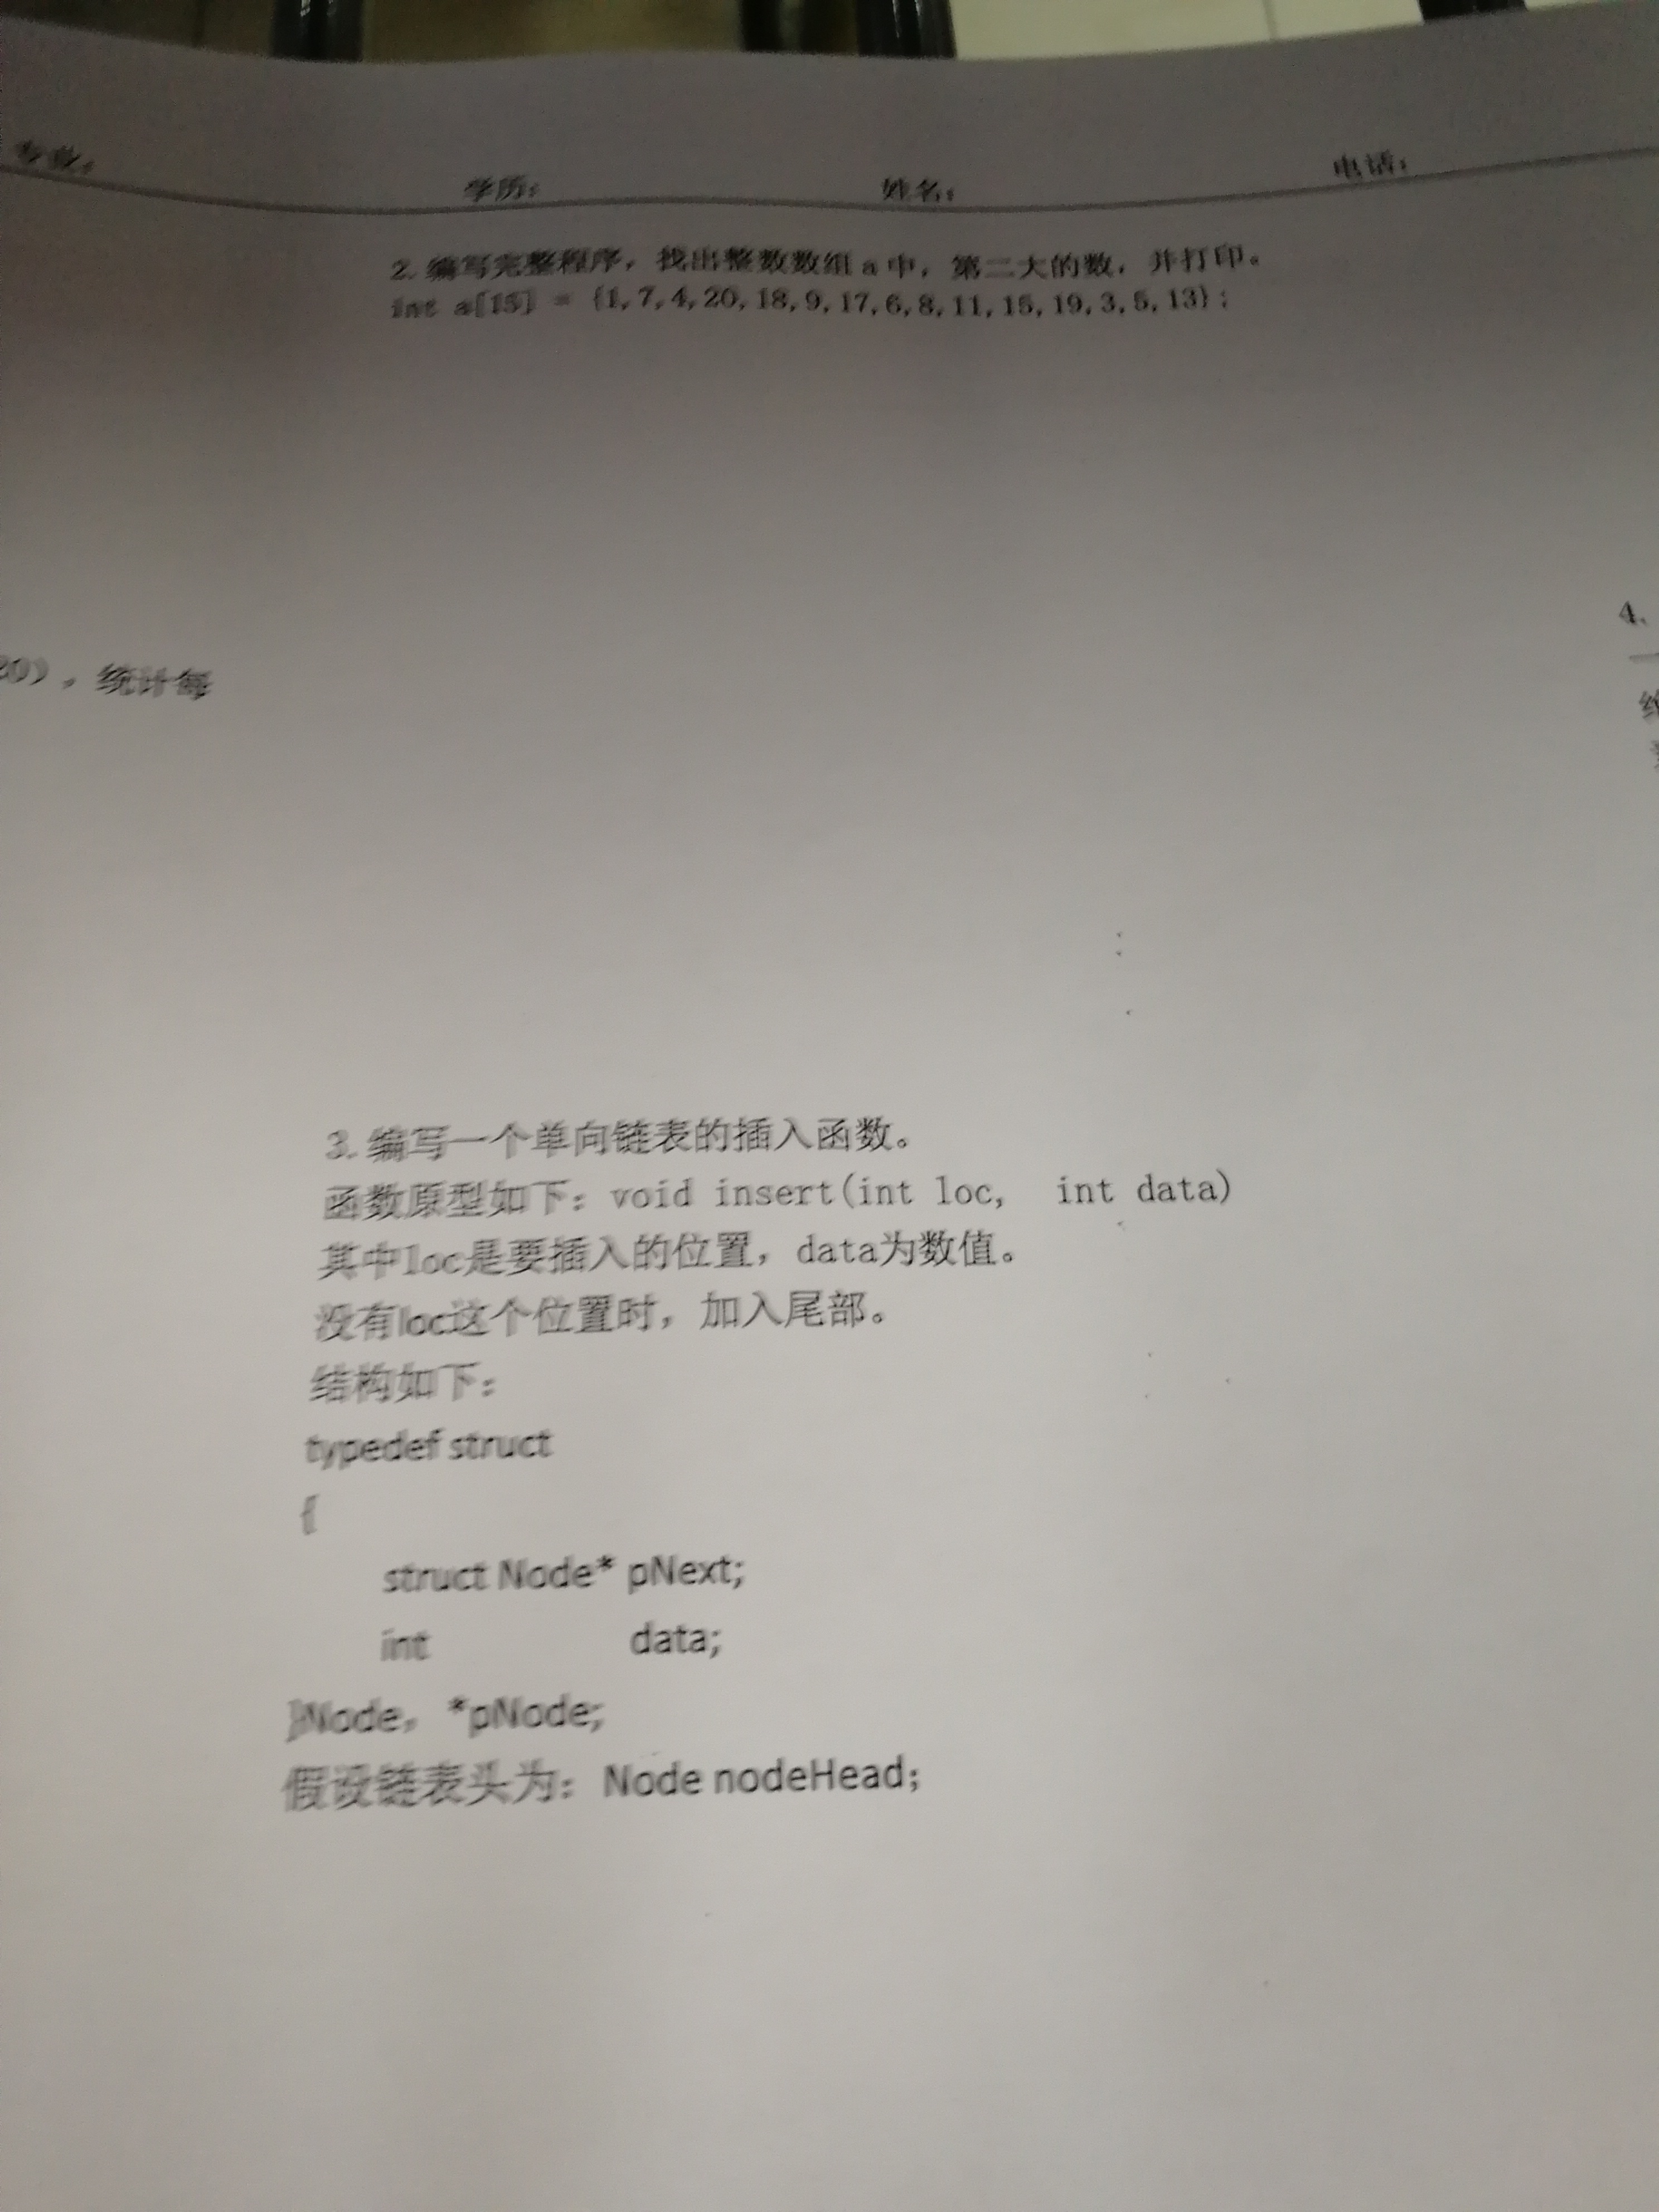 专业：
学历：
姓名：
电话：
2. 编写完整程序，找出整数数组 a 中，第二大的数，并打印。
int a[15] = {1,7,4,20,18,9,17,6,8,11,15,19,3,5,13};
20），统计每
4、
3. 编写一个单向链表的插入函数。
函数原型如下：void insert(int loc, int data)
其中loc是要插入的位置，data为数值。
没有loc这个位置时，加入尾部。
结构如下：
typedef struct
{
struct Node* pNext;
int data;
}Node，*pNode;
假设链表头为：Node nodeHead;